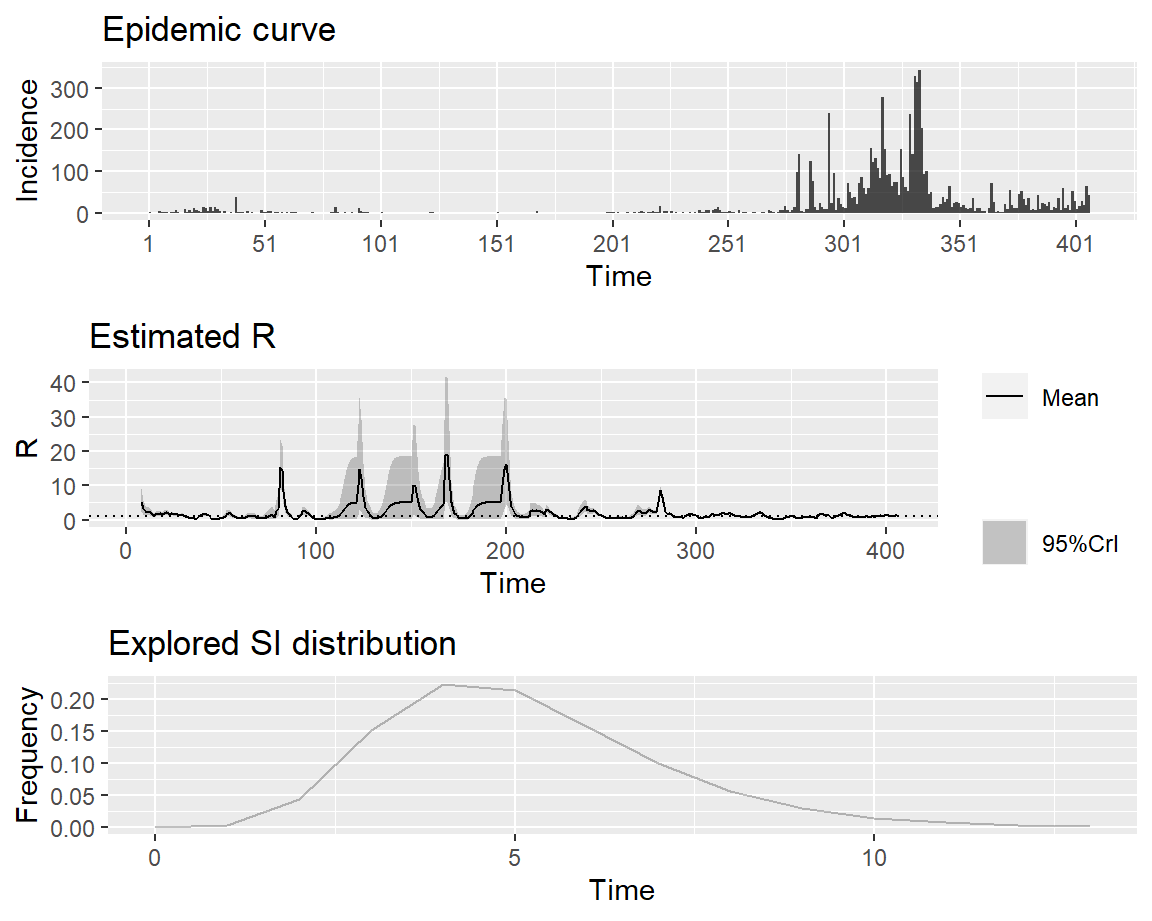 Epidemic curve
Incidence
300
200
100
0
1 51 101 151 201 251 301 351 401
Time
Estimated R
R
40
30
20
10
0
0 100 200 300 400
Time
Mean
95%CrI
Explored SI distribution
Frequency
0.20
0.15
0.10
0.05
0.00
0 5 10
Time